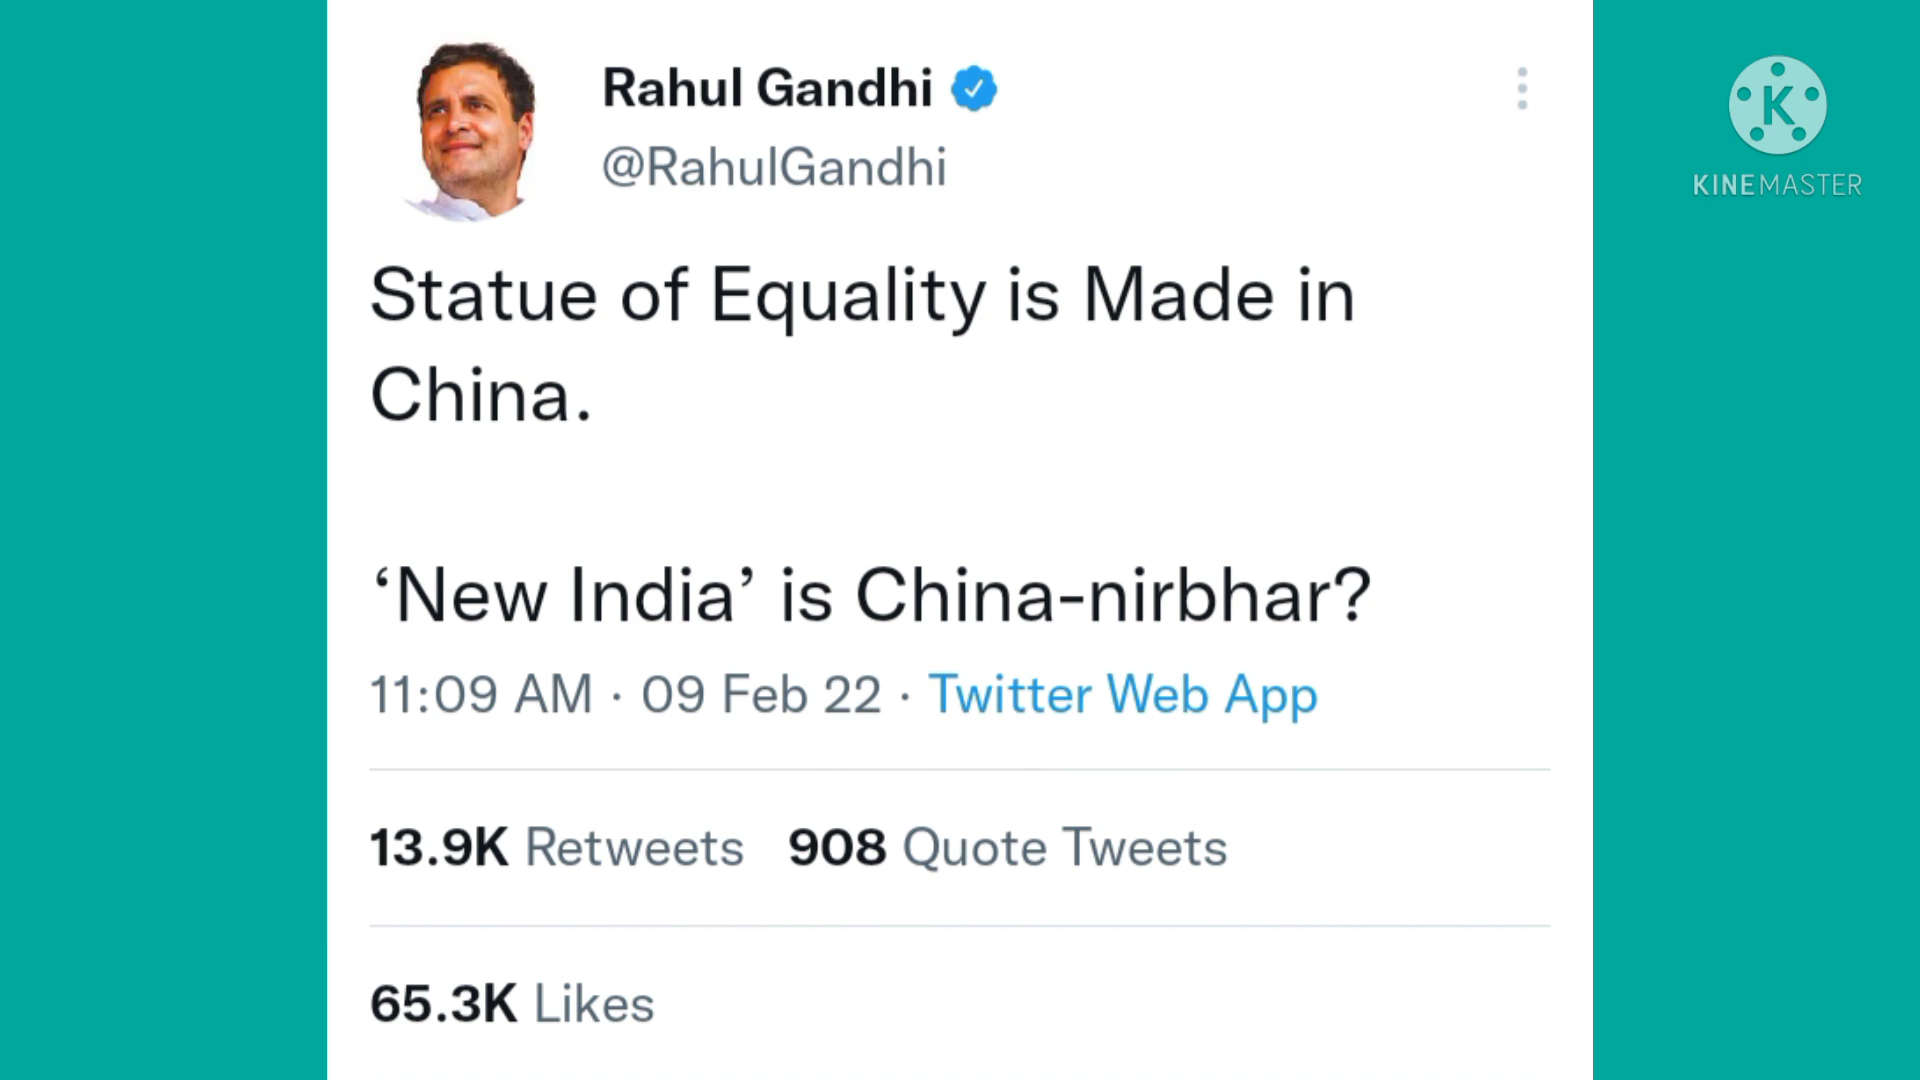 Rahul Gandhi
@RahulGandhi
K
KINEMASTER
Statue of Equality is Made in
China.
‘New India’ is China-nirbhar?
11:09 AM · 09 Feb 22 · Twitter Web App
13.9K Retweets 908 Quote Tweets
65.3K Likes